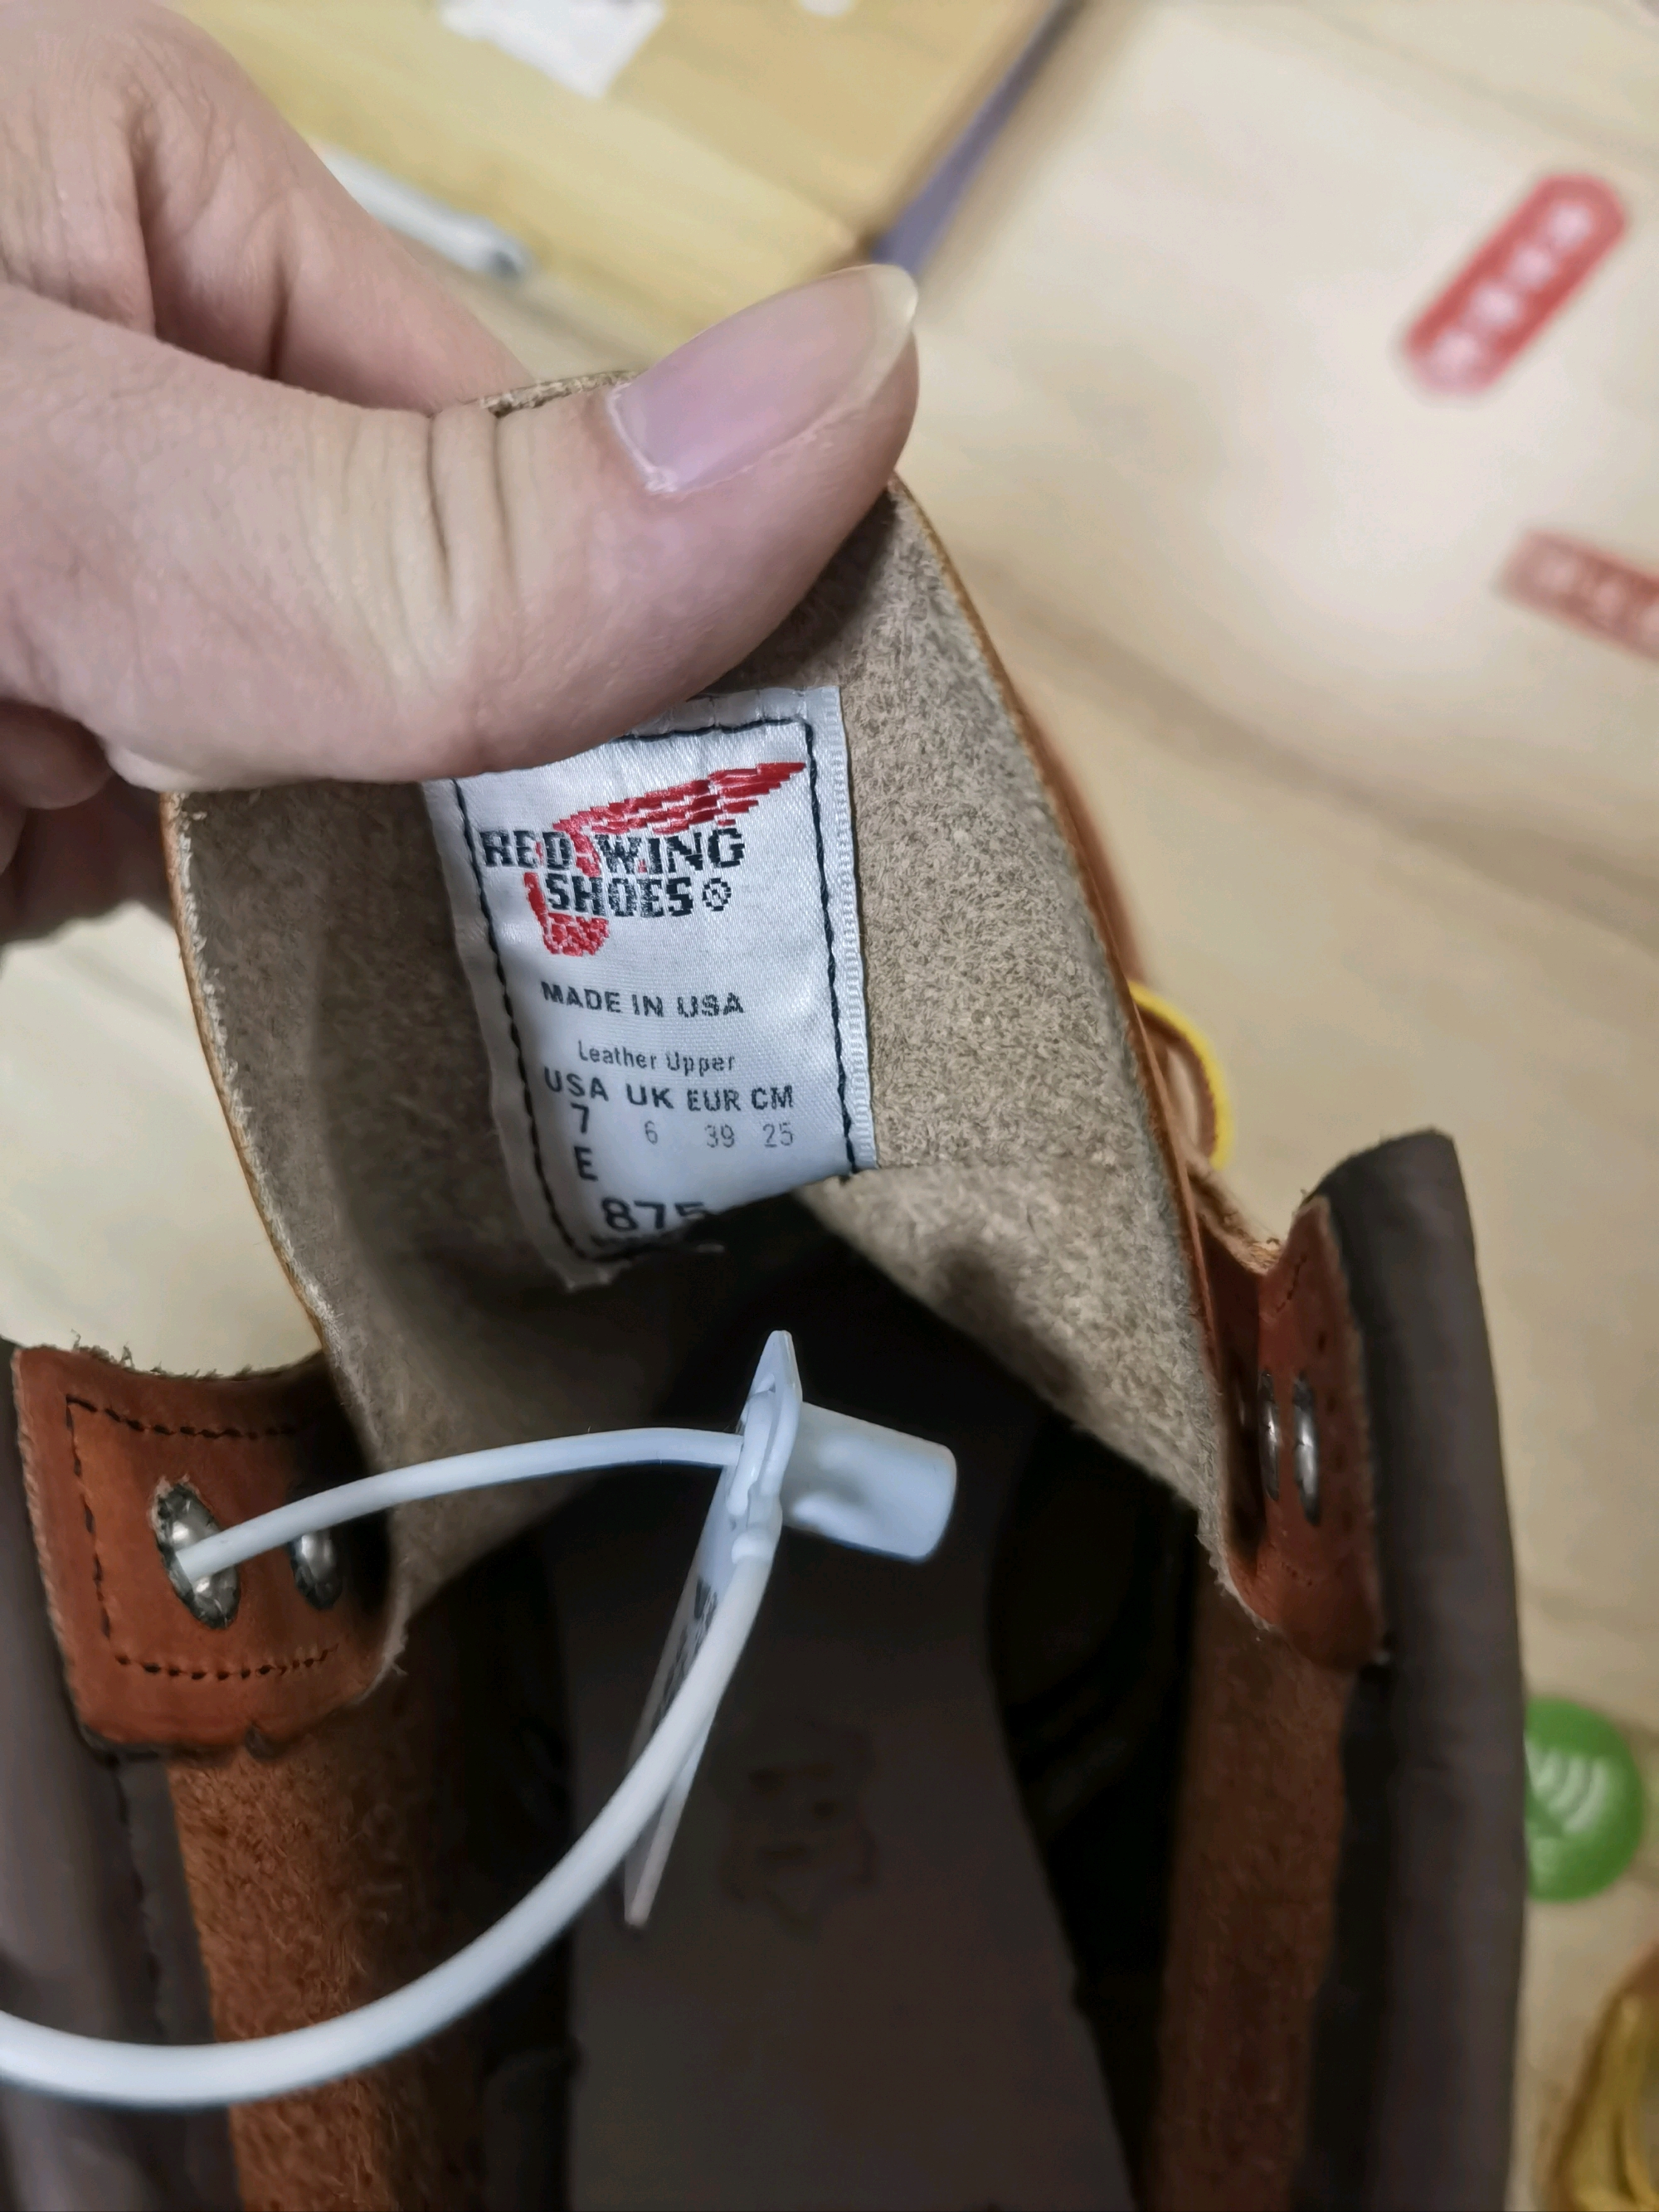 RED WING
SHOES®
MADE IN USA
Leather Upper
USA UK EUR CM
7 6 39 25
E
875